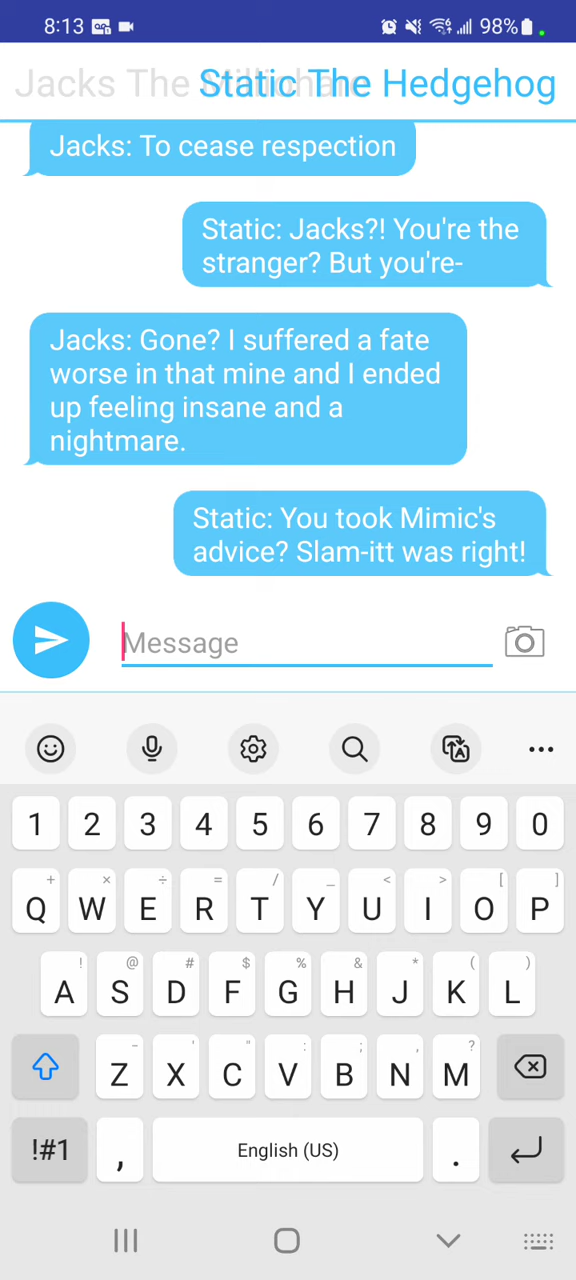 8:13 98%
Jacks The Static The Hedgehog
Jacks: To cease respection
Static: Jacks?! You're the
stranger? But you're-
Jacks: Gone? I suffered a fate
worse in that mine and I ended
up feeling insane and a
nightmare.
Static: You took Mimic's
advice? Slam-itt was right!
Message
1 2 3 4 5 6 7 8 9 0
+ × ÷ = / _ < > [ ]
Q W E R T Y U I O P
! @ # $ % & * ( )
A S D F G H J K L
- ' " : ; , ?
Z X C V B N M
!#1 , English (US) .